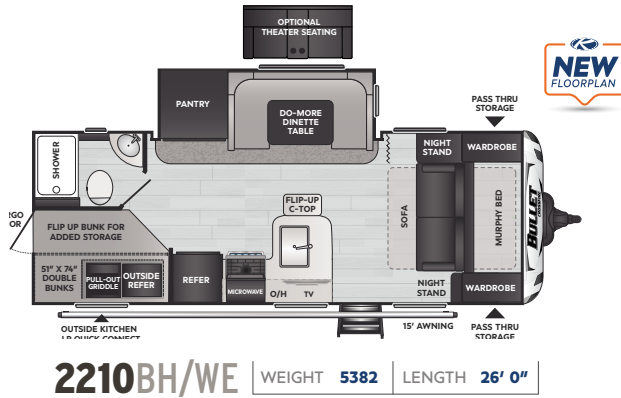 OPTIONAL
THEATER SEATING
NEW
FLOORPLAN
PANTRY
DO-MORE
DINETTE
TABLE
PASS THRU
STORAGE
NIGHT
STAND
WARDROBE
SHOWER
FLIP-UP
C-TOP
SOFA
MURPHY BED
BULLET
FLIP UP BUNK FOR
ADDED STORAGE
51" X 74"
DOUBLE
BUNKS
PULL-OUT
GRIDDLE
OUTSIDE
REFER
REFER
MICROWAVE
O/H
TV
NIGHT
STAND
WARDROBE
OUTSIDE KITCHEN
15' AWNING
PASS THRU
STORAGE
2210BH/WE
WEIGHT 5382
LENGTH 26' 0"